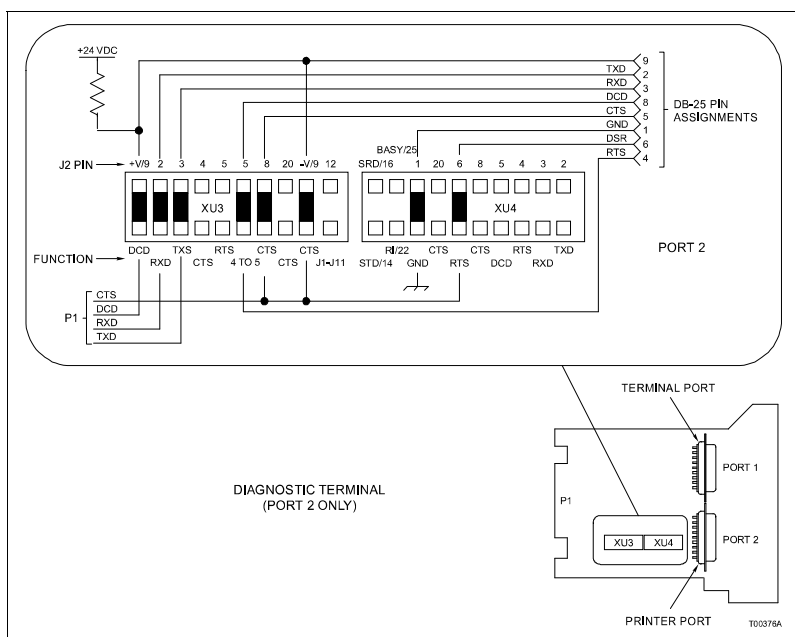 +24 VDC
9
TXD 2
RXD 3
DCD 8
CTS 5
GND 1
DSR 6
RTS 4
DB-25 PIN
ASSIGNMENTS
BASY/25
J2 PIN +V/9 2 3 4 5 5 8 20 -V/9 12 SRD/16 1 20 6 8 5 4 3 2
XU3 XU4
PORT 2
DCD TXS RTS CTS CTS RI/22 CTS CTS RTS TXD
FUNCTION RXD CTS 4 TO 5 CTS J1-J11 STD/14 GND RTS DCD RXD
P1
CTS
DCD
RXD
TXD
TERMINAL PORT
PORT 1
DIAGNOSTIC TERMINAL
(PORT 2 ONLY)
P1
XU3 XU4
PORT 2
PRINTER PORT
T00376A